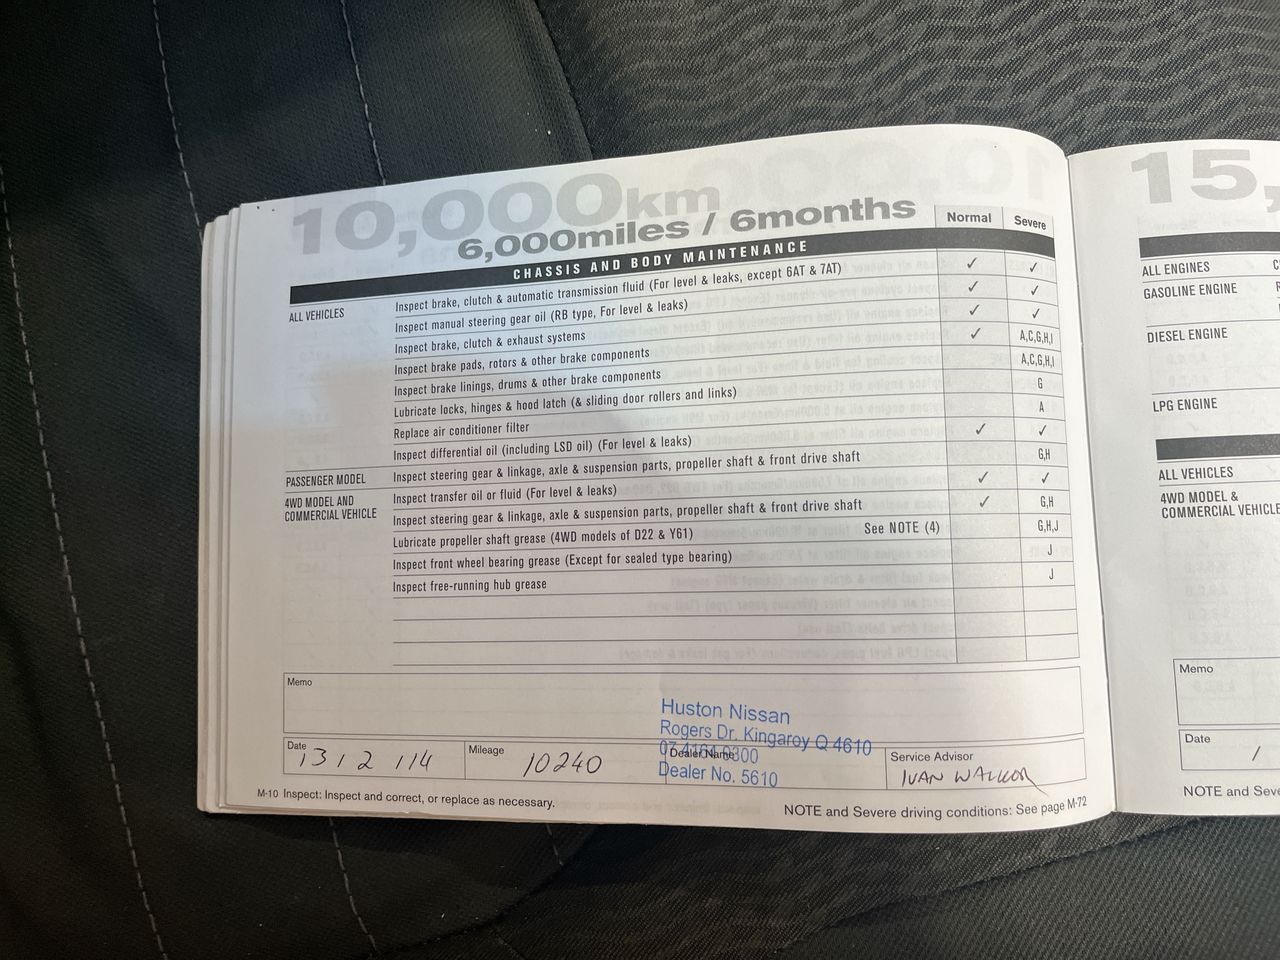 10,000km
6,000miles / 6months
Normal Severe
CHASSIS AND BODY MAINTENANCE
ALL VEHICLES Inspect brake, clutch & automatic transmission fluid (For level & leaks, except 6AT & 7AT) ✓ ✓
Inspect manual steering gear oil (RB type, For level & leaks) ✓ ✓
Inspect brake, clutch & exhaust systems ✓ ✓
Inspect brake pads, rotors & other brake components ✓ A,C,G,H,I
Inspect brake linings, drums & other brake components A,C,G,H,I
Lubricate locks, hinges & hood latch (& sliding door rollers and links) G
Replace air conditioner filter A
Inspect differential oil (including LSD oil) (For level & leaks) ✓ ✓
PASSENGER MODEL Inspect steering gear & linkage, axle & suspension parts, propeller shaft & front drive shaft G,H
4WD MODEL AND
COMMERCIAL VEHICLE
Inspect transfer oil or fluid (For level & leaks) ✓ ✓
Inspect steering gear & linkage, axle & suspension parts, propeller shaft & front drive shaft ✓ G,H
Lubricate propeller shaft grease (4WD models of D22 & Y61) See NOTE (4) G,H,J
Inspect front wheel bearing grease (Except for sealed type bearing) J
Inspect free-running hub grease J
Memo
Huston Nissan
Rogers Dr. Kingaroy Q 4610
Dealer Name
Dealer No. 5610
Date
Mileage 10240
Service Advisor
IVAN
M-10 Inspect: Inspect and correct, or replace as necessary.
NOTE and Severe driving conditions: See page M-72
15,
ALL ENGINES
GASOLINE ENGINE
DIESEL ENGINE
LPG ENGINE
ALL VEHICLES
4WD MODEL &
COMMERCIAL VEHICLE
Memo
Date
/
NOTE and Seve